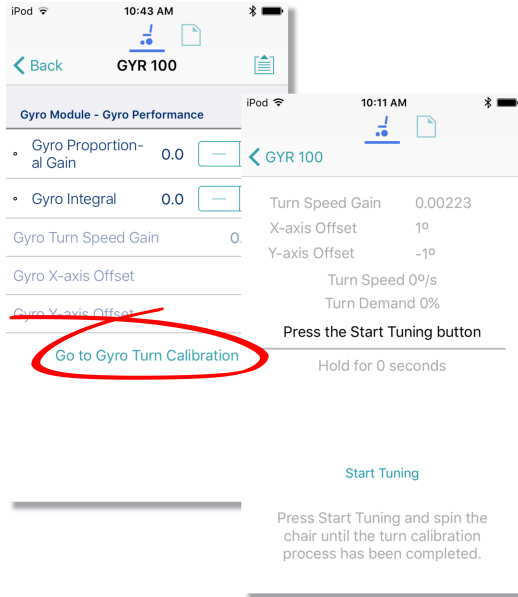 iPod 10:43 AM
Back GYR 100
Gyro Module - Gyro Performance
Gyro Proportion-
al Gain 0.0
Gyro Integral 0.0
Gyro Turn Speed Gain 0.
Gyro X-axis Offset
Gyro Y-axis Offset
Go to Gyro Turn Calibration
iPod 10:11 AM
GYR 100
Turn Speed Gain 0.00223
X-axis Offset 1º
Y-axis Offset -1º
Turn Speed 0º/s
Turn Demand 0%
Press the Start Tuning button
Hold for 0 seconds
Start Tuning
Press Start Tuning and spin the
chair until the turn calibration
process has been completed.